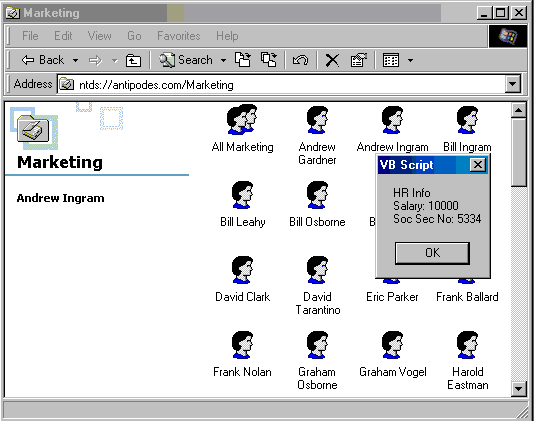 Marketing
File Edit View Go Favorites Help
Back Search
Address ntds://antipodes.com/Marketing
Marketing
Andrew Ingram
All Marketing
Andrew Gardner
Andrew Ingram
Bill Ingram
Bill Leahy
Bill Osborne
B
VB Script
HR Info
Salary: 10000
Soc Sec No: 5334
OK
David Clark
David Tarantino
Eric Parker
Frank Ballard
Frank Nolan
Graham Osborne
Graham Vogel
Harold Eastman